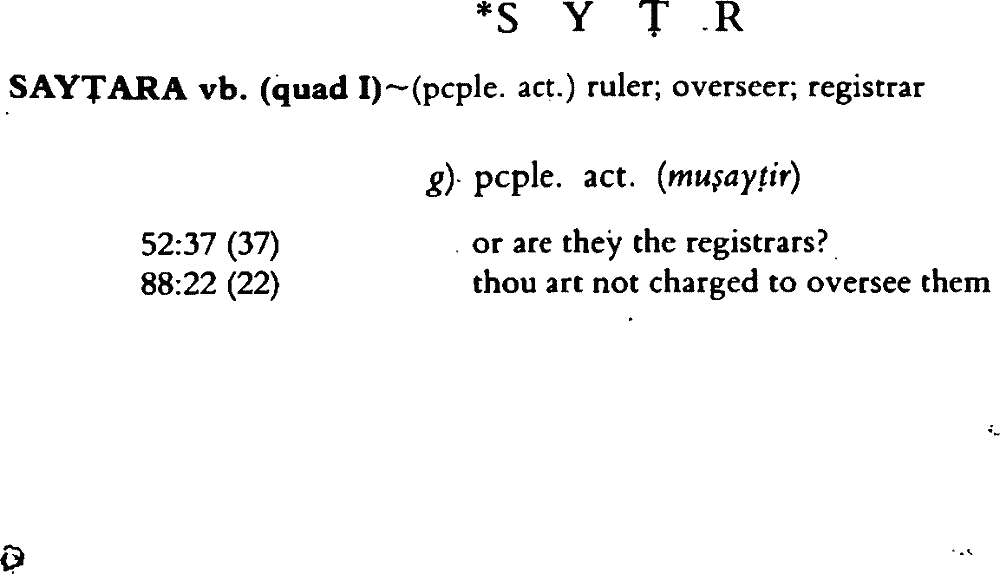 *S Y Ṭ R
SAYṬARA vb. (quad I)~(pcple. act.) ruler; overseer; registrar
g) pcple. act. (muṣayṭir)
52:37 (37) or are they the registrars?
88:22 (22) thou art not charged to oversee them